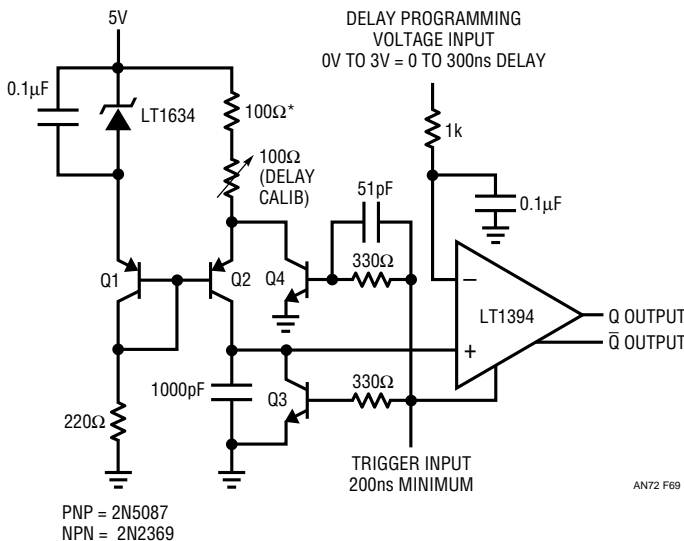 5V
0.1µF
LT1634
100Ω*
100Ω
(DELAY
CALIB)
DELAY PROGRAMMING
VOLTAGE INPUT
0V TO 3V = 0 TO 300ns DELAY
1k
51pF
0.1µF
Q1
Q2
Q4
330Ω
–
LT1394
+
Q OUTPUT
Q̅ OUTPUT
1000pF
Q3
330Ω
220Ω
TRIGGER INPUT
200ns MINIMUM
AN72 F69
PNP = 2N5087
NPN = 2N2369